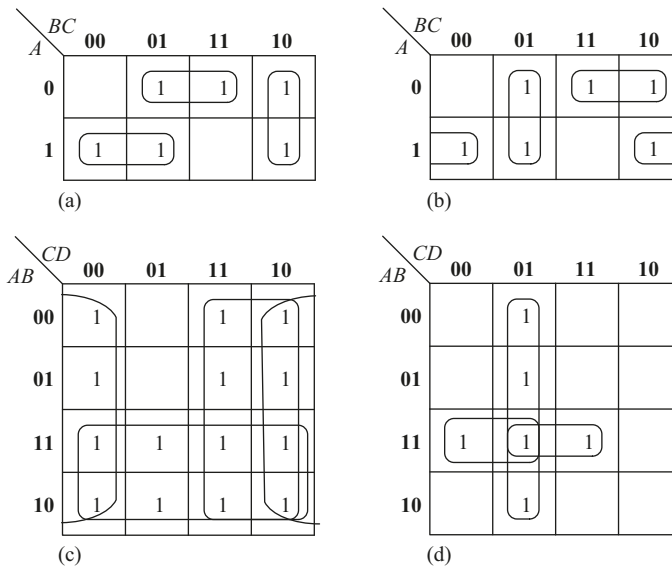 BC
A 00 01 11 10
0 1 1 1
1 1 1 1
(a)
BC
A 00 01 11 10
0 1 1 1
1 1 1 1
(b)
CD
AB 00 01 11 10
00 1 1 1
01 1 1 1
11 1 1 1 1
10 1 1 1 1
(c)
CD
AB 00 01 11 10
00 1
01 1
11 1 1 1
10 1
(d)